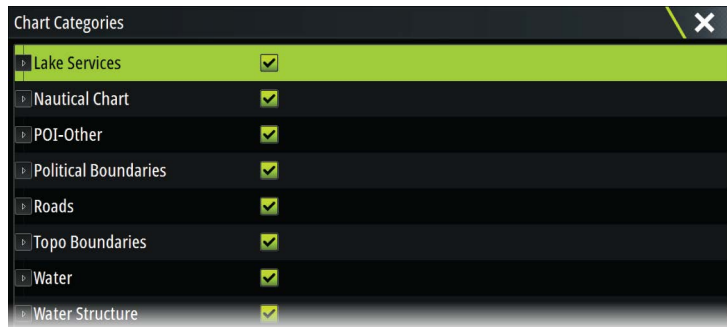 Chart Categories
Lake Services
Nautical Chart
POI-Other
Political Boundaries
Roads
Topo Boundaries
Water
Water Structure